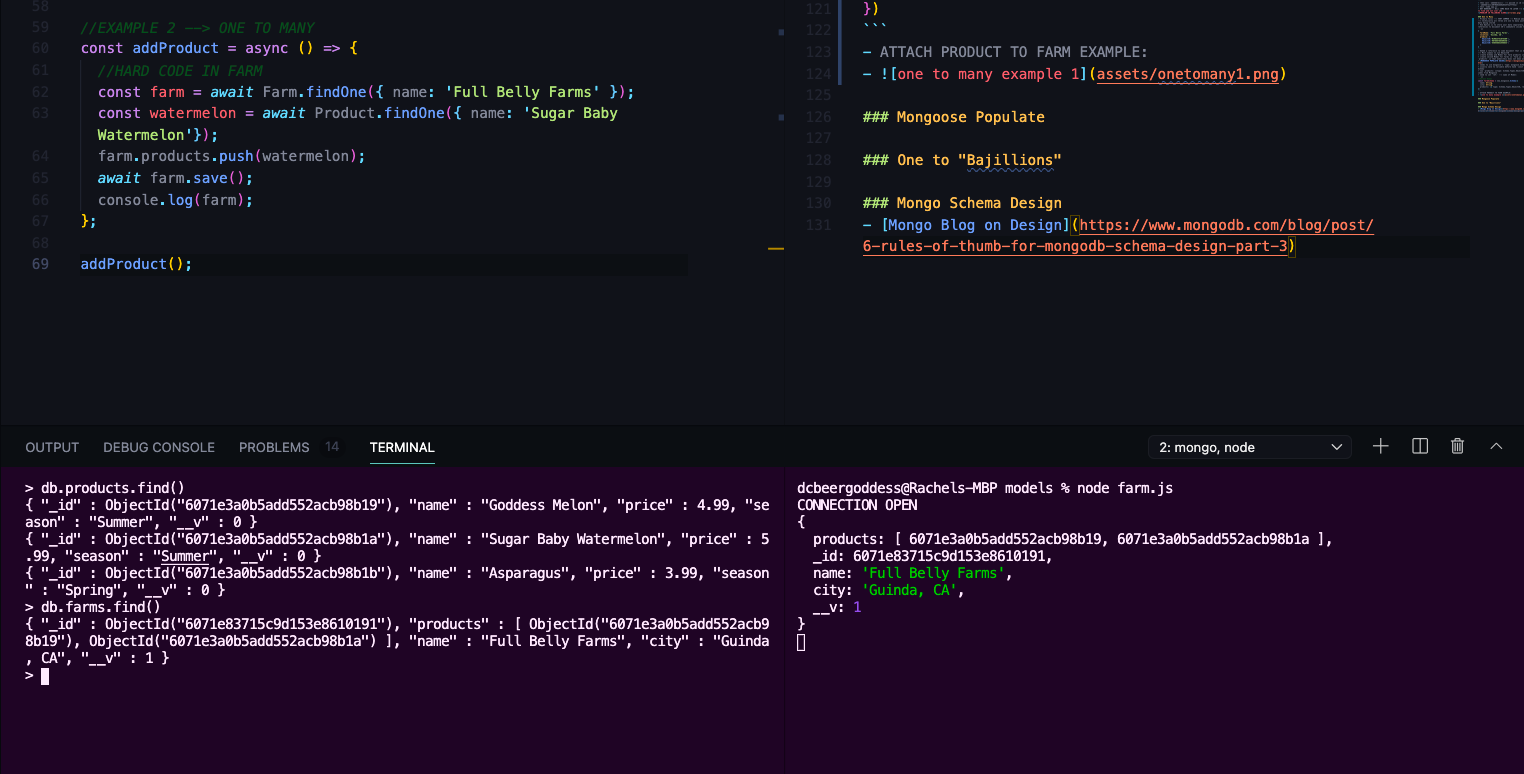 58
59 //EXAMPLE 2 --> ONE TO MANY
60 const addProduct = async () => {
61 //HARD CODE IN FARM
62 const farm = await Farm.findOne({ name: 'Full Belly Farms' });
63 const watermelon = await Product.findOne({ name: 'Sugar Baby
Watermelon'});
64 farm.products.push(watermelon);
65 await farm.save();
66 console.log(farm);
67 };
68
69 addProduct();
121 })
122 ```
123 - ATTACH PRODUCT TO FARM EXAMPLE:
124 - ![one to many example 1](assets/onetomany1.png)
125
126 ### Mongoose Populate
127
128 ### One to "Bajillions"
129
130 ### Mongo Schema Design
131 - [Mongo Blog on Design](https://www.mongodb.com/blog/post/
6-rules-of-thumb-for-mongodb-schema-design-part-3)
OUTPUT DEBUG CONSOLE PROBLEMS 14 TERMINAL 2: mongo, node
> db.products.find()
{ "_id" : ObjectId("6071e3a0b5add552acb98b19"), "name" : "Goddess Melon", "price" : 4.99, "se
ason" : "Summer", "__v" : 0 }
{ "_id" : ObjectId("6071e3a0b5add552acb98b1a"), "name" : "Sugar Baby Watermelon", "price" : 5
.99, "season" : "Summer", "__v" : 0 }
{ "_id" : ObjectId("6071e3a0b5add552acb98b1b"), "name" : "Asparagus", "price" : 3.99, "season
" : "Spring", "__v" : 0 }
> db.farms.find()
{ "_id" : ObjectId("6071e83715c9d153e8610191"), "products" : [ ObjectId("6071e3a0b5add552acb9
8b19"), ObjectId("6071e3a0b5add552acb98b1a") ], "name" : "Full Belly Farms", "city" : "Guinda
, CA", "__v" : 1 }
>
dcbeergoddess@Rachels-MBP models % node farm.js
CONNECTION OPEN
{
products: [ 6071e3a0b5add552acb98b19, 6071e3a0b5add552acb98b1a ],
_id: 6071e83715c9d153e8610191,
name: 'Full Belly Farms',
city: 'Guinda, CA',
__v: 1
}